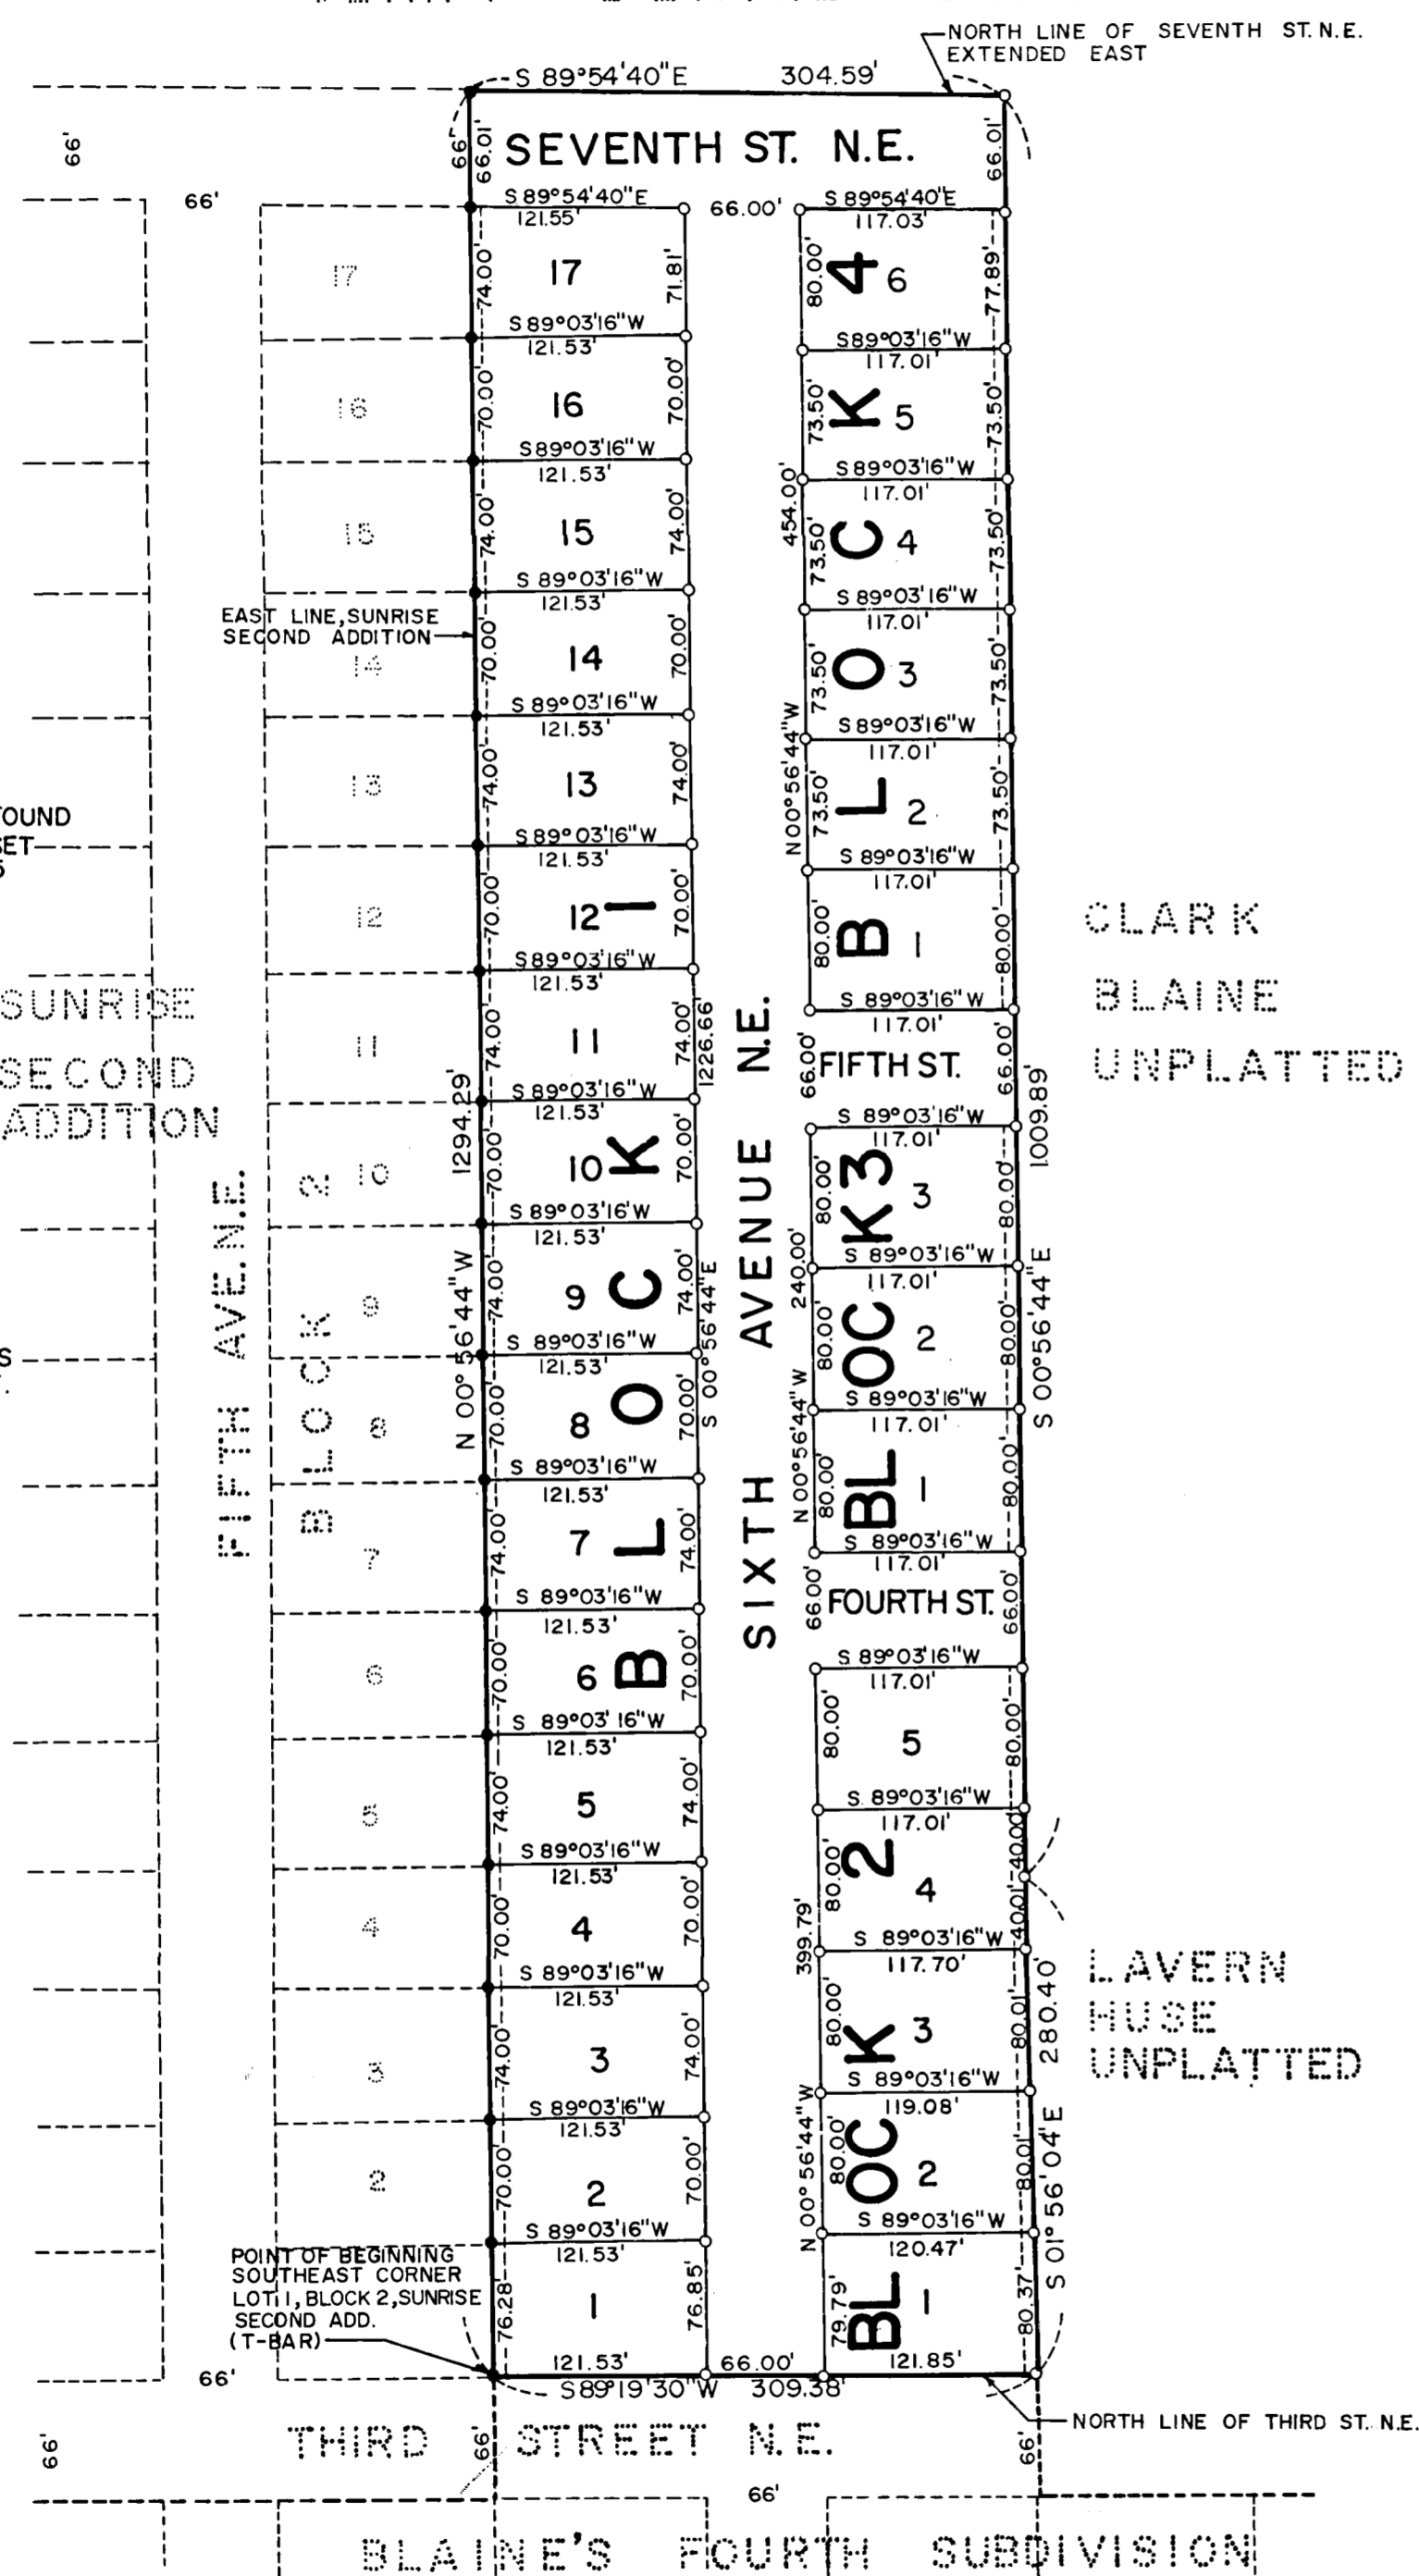 NORTH LINE OF SEVENTH ST. N.E.
EXTENDED EAST
S 89°54'40"E 304.59'
66'
66'
66.01'
SEVENTH ST. N.E.
66.01'
66'
S 89°54'40"E
121.55'
66.00'
S 89°54'40"E
117.03'
17
74.00'
17
71.81'
80.00'
4
6
77.89'
S 89°03'16"W
121.53'
S 89°03'16"W
117.01'
16
70.00'
16
70.00'
73.50'
K
5
73.50'
S 89°03'16"W
121.53'
S 89°03'16"W
117.01'
15
74.00'
15
74.00'
454.00'
73.50'
C
4
73.50'
S 89°03'16"W
121.53'
S 89°03'16"W
117.01'
EAST LINE, SUNRISE
SECOND ADDITION
14
70.00'
14
70.00'
73.50'
O
3
73.50'
S 89°03'16"W
121.53'
S 89°03'16"W
117.01'
N00°56'44"W
13
74.00'
13
74.00'
73.50'
L
2
73.50'
OUND
ET
S 89°03'16"W
121.53'
S 89°03'16"W
117.01'
12
70.00'
12
1
70.00'
80.00'
B
1
80.00'
CLARK
BLAINE
UNPLATTED
S 89°03'16"W
121.53'
S 89°03'16"W
117.01'
SUNRISE
SECOND
ADDITION
11
74.00'
11
74.00'
1226.66'
66.00'
FIFTH ST.
66.00'
1009.89'
1294.29'
S 89°03'16"W
121.53'
S 89°03'16"W
117.01'
10
70.00'
10
K
70.00'
80.00'
K 3
3
80.00'
S 89°03'16'W
121.53'
S 89°03'16"W
117.01'
FIFTH AVE. N.E.
BLOCK 2
N 00°56'44"W
9
74.00'
9
C
74.00'
S 00°56'44"E
SIXTH AVENUE N.E.
240.00'
80.00'
OC
2
80.00'
S 00°56'44"E
S
S 89°03'16"W
121.53'
S 89°03'16"W
117.01'
8
70.00'
8
O
70.00'
N 00°56'44"W
80.00'
BL
1
80.00'
S 89°03'16"W
121.53'
S 89°03'16"W
117.01'
7
74.00'
7
L
74.00'
66.00'
FOURTH ST.
66.00'
S 89°03'16"W
121.53'
S 89°03'16"W
117.01'
6
70.00'
6
B
70.00'
80.00'
5
80.00'
S 89°03'16"W
121.53'
S 89°03'16"W
117.01'
5
74.00'
5
74.00'
80.00'
2
4
40.00'
40.01'
S 89°03'16"W
121.53'
S 89°03'16"W
117.70'
4
70.00'
4
70.00'
399.79'
80.00'
K
3
80.01'
280.40'
LAVERN
HUSE
UNPLATTED
S 89°03'16"W
121.53'
S 89°03'16"W
119.08'
3
74.00'
3
74.00'
N 00°56'44"W
80.00'
OC
2
80.01'
S 01°56'04"E
S 89°03'16"W
121.53'
S 89°03'16"W
120.47'
2
70.00'
2
70.00'
79.79'
BL
1
80.37'
S 89°03'16"W
121.53'
POINT OF BEGINNING
SOUTHEAST CORNER
LOT 1, BLOCK 2, SUNRISE
SECOND ADD.
(T-BAR)
76.28'
1
76.85'
66'
121.53'
66.00'
121.85'
S 89°19'30"W 309.38'
NORTH LINE OF THIRD ST. N.E.
66'
THIRD STREET N.E.
66'
66'
66'
BLAINE'S FOURTH SUBDIVISION